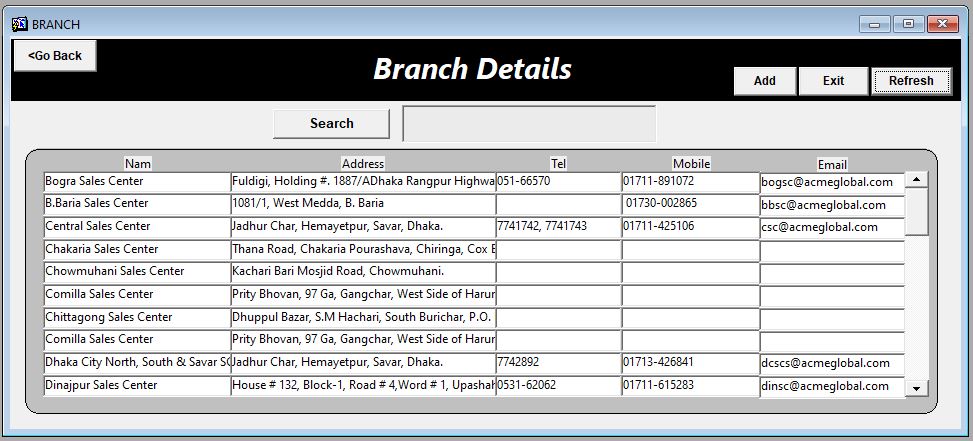 BRANCH
<Go Back
Branch Details
Add Exit Refresh
Search
Nam Address Tel Mobile Email
Bogra Sales Center Fuldigi, Holding #. 1887/ADhaka Rangpur Highwa 051-66570 01711-891072 bogsc@acmeglobal.com
B.Baria Sales Center 1081/1, West Medda, B. Baria 01730-002865 bbsc@acmeglobal.com
Central Sales Center Jadhur Char, Hemayetpur, Savar, Dhaka. 7741742, 7741743 01711-425106 csc@acmeglobal.com
Chakaria Sales Center Thana Road, Chakaria Pourashava, Chiringa, Cox B
Chowmuhani Sales Center Kachari Bari Mosjid Road, Chowmuhani.
Comilla Sales Center Prity Bhovan, 97 Ga, Gangchar, West Side of Harur
Chittagong Sales Center Dhuppul Bazar, S.M Hachari, South Burichar, P.O.
Comilla Sales Center Prity Bhovan, 97 Ga, Gangchar, West Side of Harur
Dhaka City North, South & Savar SC Jadhur Char, Hemayetpur, Savar, Dhaka. 7742892 01713-426841 dcscs@acmeglobal.com
Dinajpur Sales Center House # 132, Block-1, Road # 4,Word # 1, Upashah 0531-62062 01711-615283 dinsc@acmeglobal.com